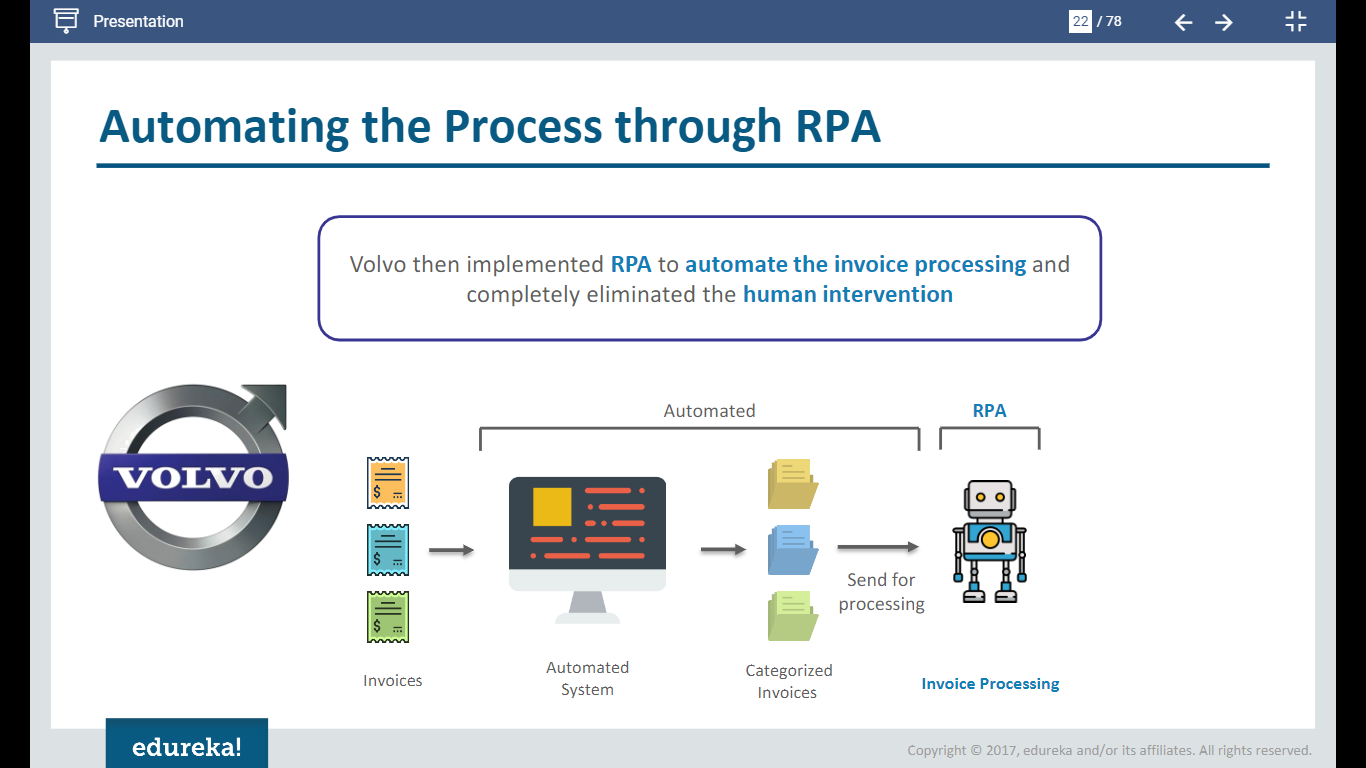 Presentation
22 / 78
Automating the Process through RPA
Volvo then implemented RPA to automate the invoice processing and
completely eliminated the human intervention
VOLVO
Automated
RPA
$
$
$
Send for
processing
Invoices
Automated
System
Categorized
Invoices
Invoice Processing
edureka!
Copyright © 2017, edureka and/or its affiliates. All rights reserved.